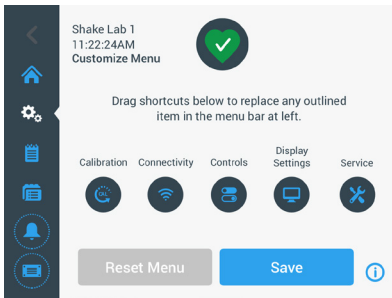 Shake Lab 1
11:22:24AM
Customize Menu
Drag shortcuts below to replace any outlined
item in the menu bar at left.
Calibration
Connectivity
Controls
Display
Settings
Service
CAL
Reset Menu
Save